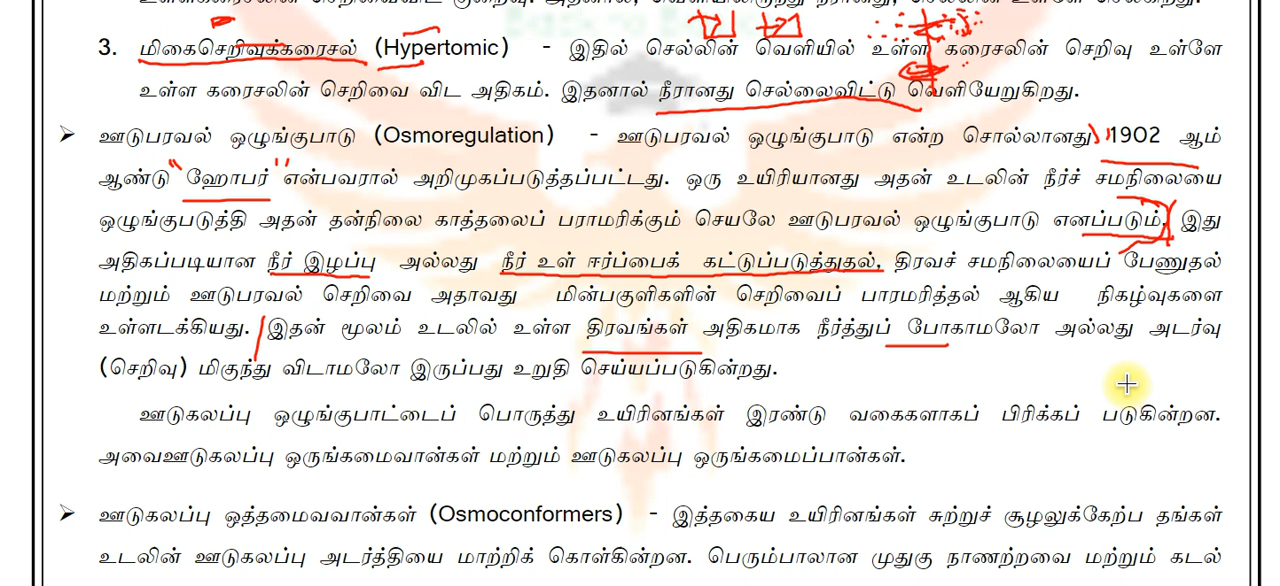 உள்ளகரைசலின் செறிவைவிட குறைவு. அதனால், வெளியிலிருந்து நீரானது, செல்லின் உள்ளே செல்கிறது.
3. மிகைசெறிவுக்கரைசல் (Hypertomic) - இதில் செல்லின் வெளியில் உள்ள கரைசலின் செறிவு உள்ளே
உள்ள கரைசலின் செறிவை விட அதிகம். இதனால் நீரானது செல்லைவிட்டு வெளியேறுகிறது.
➢ ஊடுபரவல் ஒழுங்குபாடு (Osmoregulation) - ஊடுபரவல் ஒழுங்குபாடு என்ற சொல்லானது 1902 ஆம்
ஆண்டு ஹோபர் என்பவரால் அறிமுகப்படுத்தப்பட்டது. ஒரு உயிரியானது அதன் உடலின் நீர்ச் சமநிலையை
ஒழுங்குபடுத்தி அதன் தன்நிலை காத்தலைப் பராமரிக்கும் செயலே ஊடுபரவல் ஒழுங்குபாடு எனப்படும். இது
அதிகப்படியான நீர் இழப்பு அல்லது நீர் உள் ஈர்ப்பைக் கட்டுப்படுத்துதல், திரவச் சமநிலையைப் பேணுதல்
மற்றும் ஊடுபரவல் செறிவை அதாவது மின்பகுளிகளின் செறிவைப் பாரமரித்தல் ஆகிய நிகழ்வுகளை
உள்ளடக்கியது. இதன் மூலம் உடலில் உள்ள திரவங்கள் அதிகமாக நீர்த்துப் போகாமலோ அல்லது அடர்வு
(செறிவு) மிகுந்து விடாமலோ இருப்பது உறுதி செய்யப்படுகின்றது.
ஊடுகலப்பு ஒழுங்குபாட்டைப் பொருத்து உயிரினங்கள் இரண்டு வகைகளாகப் பிரிக்கப் படுகின்றன.
அவைஊடுகலப்பு ஒருங்கமைவான்கள் மற்றும் ஊடுகலப்பு ஒருங்கமைப்பான்கள்.
➢ ஊடுகலப்பு ஒத்தமைவவான்கள் (Osmoconformers) - இத்தகைய உயிரினங்கள் சுற்றுச் சூழலுக்கேற்ப தங்கள்
உடலின் ஊடுகலப்பு அடர்த்தியை மாற்றிக் கொள்கின்றன. பெரும்பாலான முதுகு நாணற்றவை மற்றும் கடல்